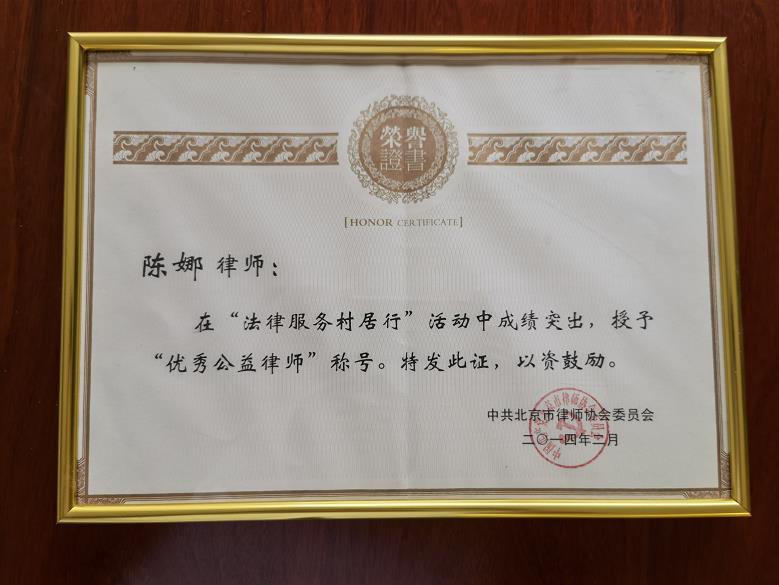 榮譽
證書
[HONOR CERTIFICATE]
陈娜 律师：
在“法律服务村居行”活动中成绩突出，授予
“优秀公益律师”称号。特发此证，以资鼓励。
中共北京市律师协会委员会
二〇一四年二月